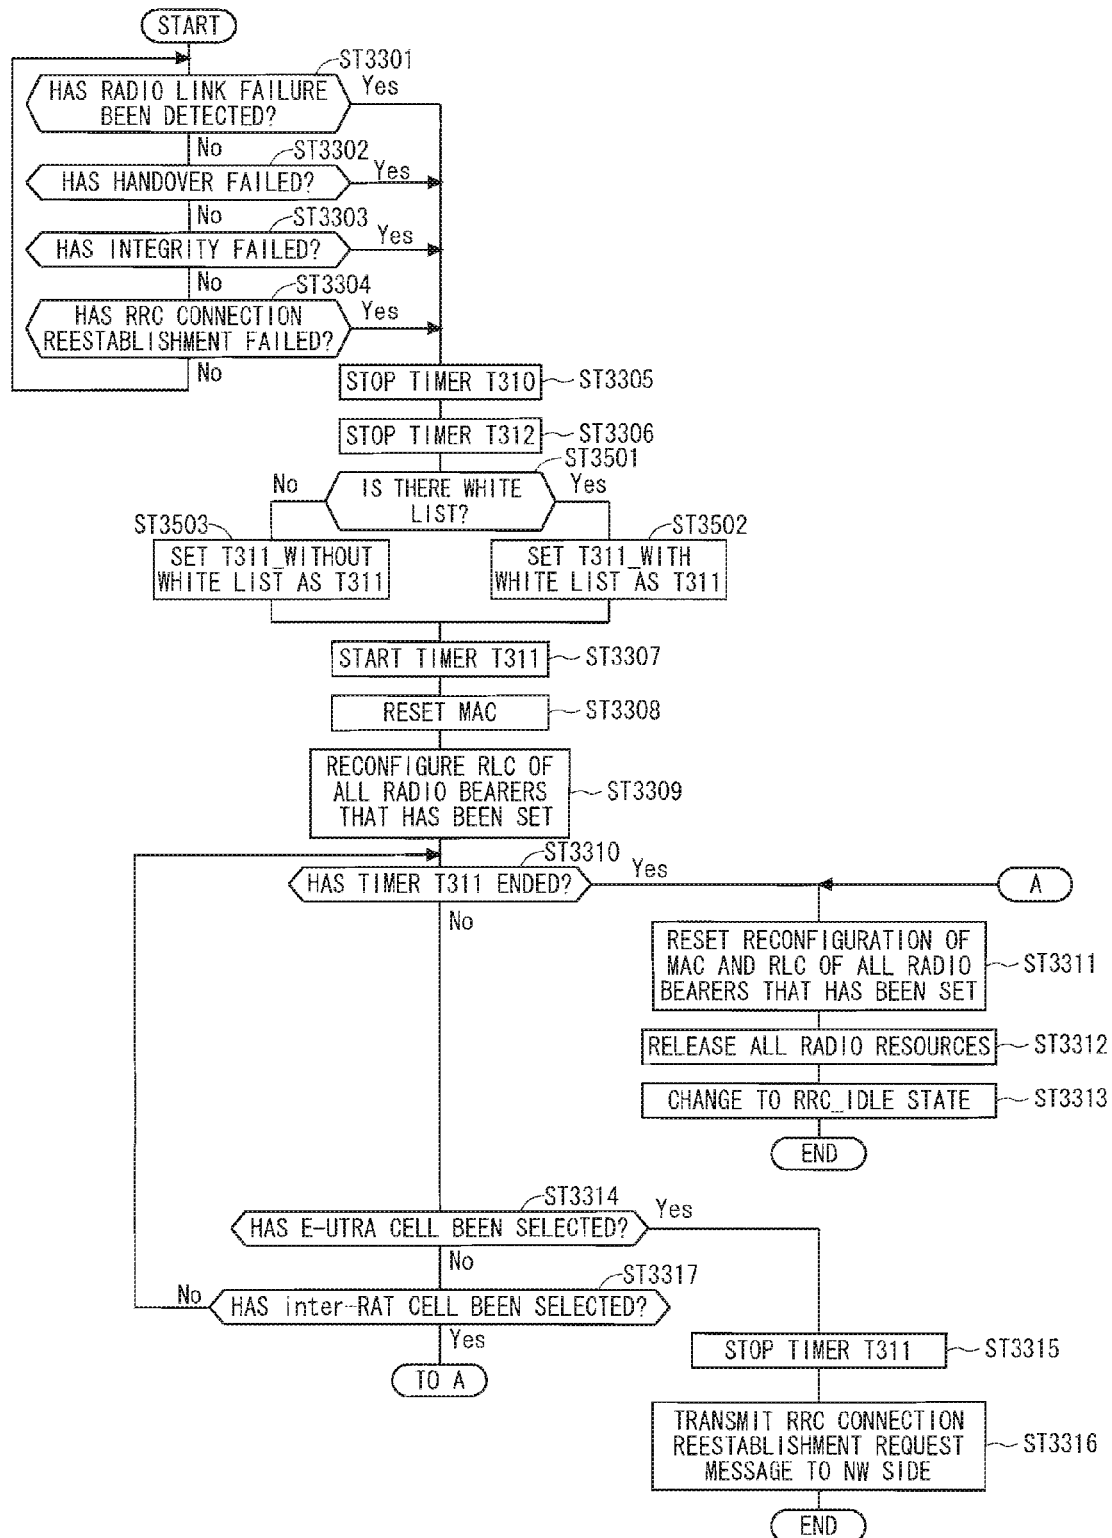 START
ST3301
HAS RADIO LINK FAILURE
BEEN DETECTED?
Yes
No
ST3302
HAS HANDOVER FAILED?
Yes
No
ST3303
HAS INTEGRITY FAILED?
Yes
No
ST3304
HAS RRC CONNECTION
REESTABLISHMENT FAILED?
Yes
No
STOP TIMER T310
ST3305
STOP TIMER T312
ST3306
ST3501
IS THERE WHITE
LIST?
No
Yes
ST3503
SET T311_WITHOUT
WHITE LIST AS T311
ST3502
SET T311_WITH
WHITE LIST AS T311
START TIMER T311
ST3307
RESET MAC
ST3308
RECONFIGURE RLC OF
ALL RADIO BEARERS
THAT HAS BEEN SET
ST3309
ST3310
HAS TIMER T311 ENDED?
Yes
No
A
RESET RECONFIGURATION OF
MAC AND RLC OF ALL RADIO
BEARERS THAT HAS BEEN SET
ST3311
RELEASE ALL RADIO RESOURCES
ST3312
CHANGE TO RRC_IDLE STATE
ST3313
END
ST3314
HAS E-UTRA CELL BEEN SELECTED?
Yes
No
ST3317
HAS inter-RAT CELL BEEN SELECTED?
No
Yes
TO A
STOP TIMER T311
ST3315
TRANSMIT RRC CONNECTION
REESTABLISHMENT REQUEST
MESSAGE TO NW SIDE
ST3316
END